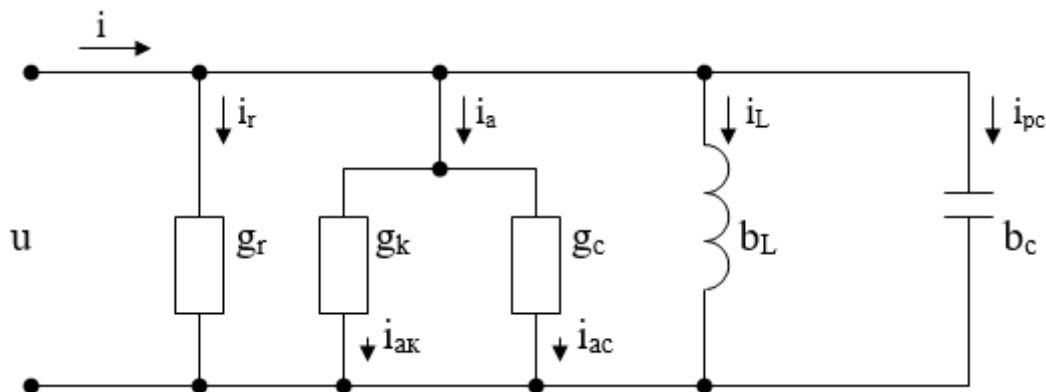 i
i_r
i_a
i_L
i_pc
u
g_r
g_k
g_c
b_L
b_c
i_aк
i_ac